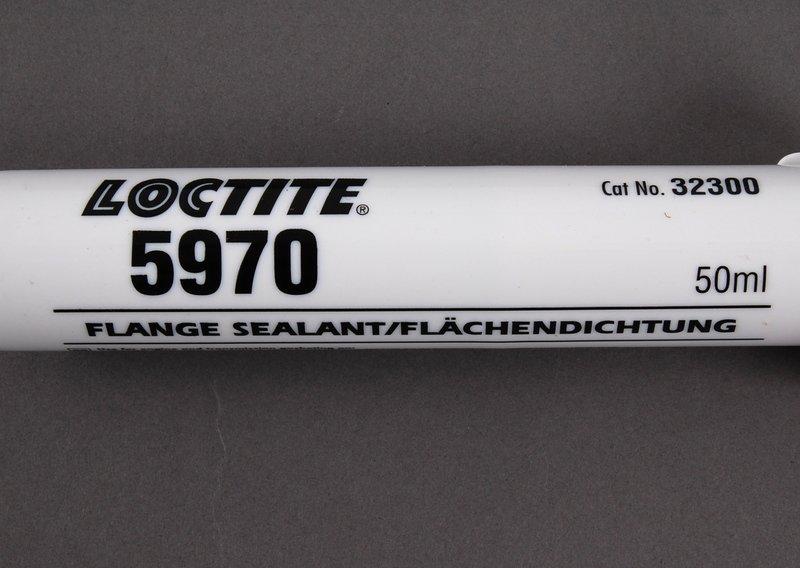 LOCTITE®
Cat No. 32300
5970
50ml
FLANGE SEALANT/FLÄCHENDICHTUNG